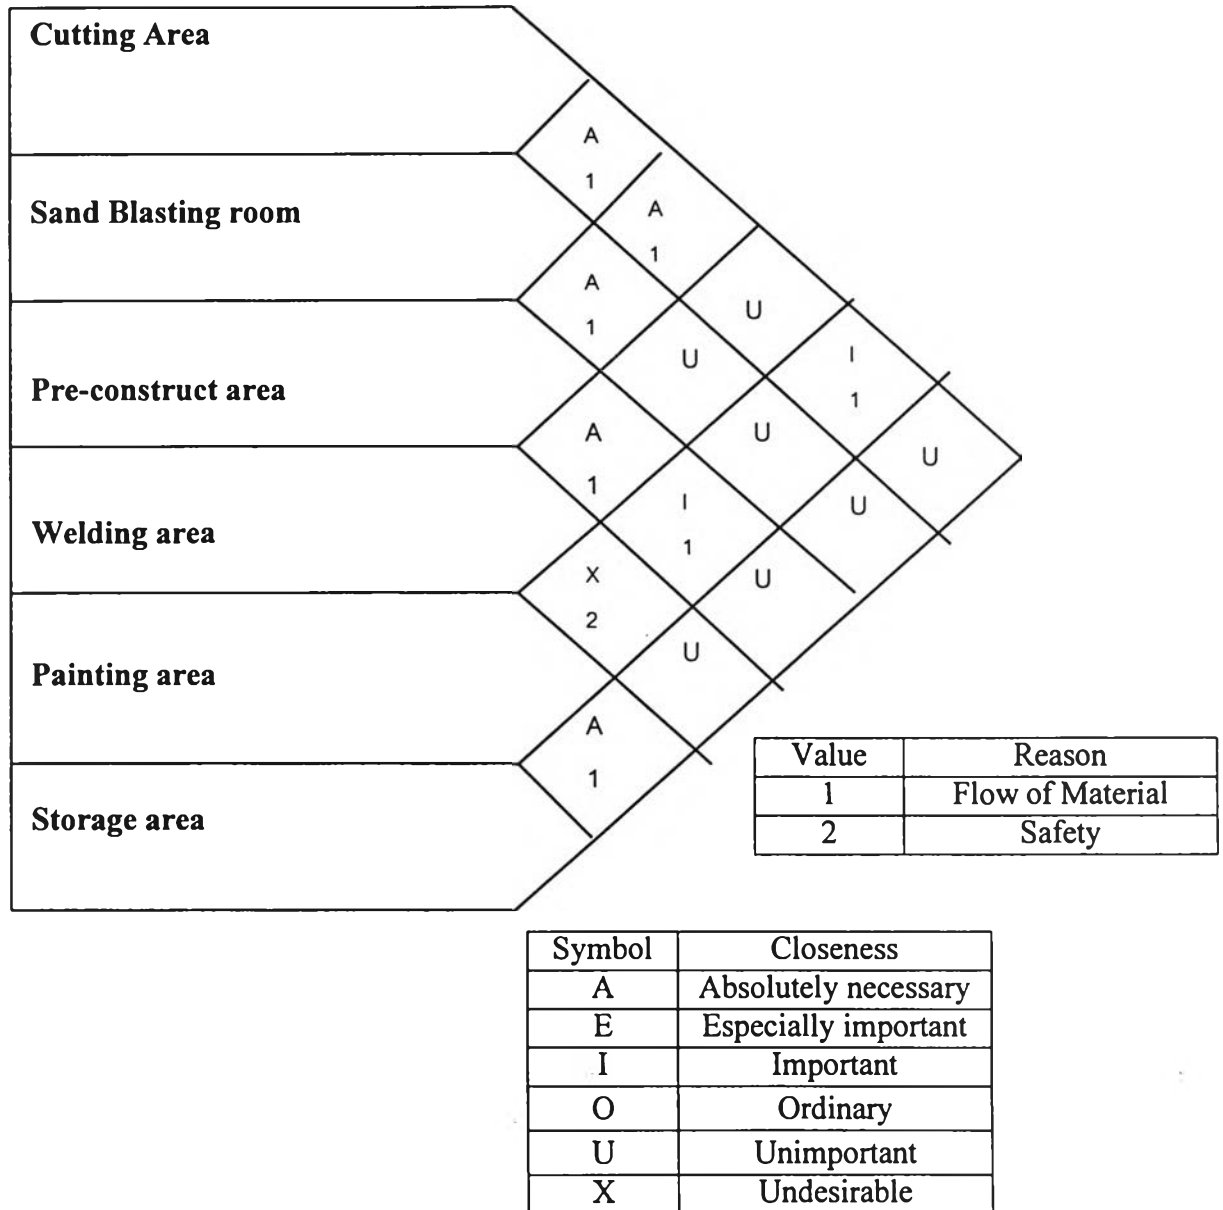 Cutting Area
A
1
Sand Blasting room
A
1
A
1
U
U
I
1
Pre-construct area
A
1
U
U
I
1
U
Welding area
X
2
U
U
Painting area
A
1
Storage area
Value Reason
1 Flow of Material
2 Safety
Symbol Closeness
A Absolutely necessary
E Especially important
I Important
O Ordinary
U Unimportant
X Undesirable